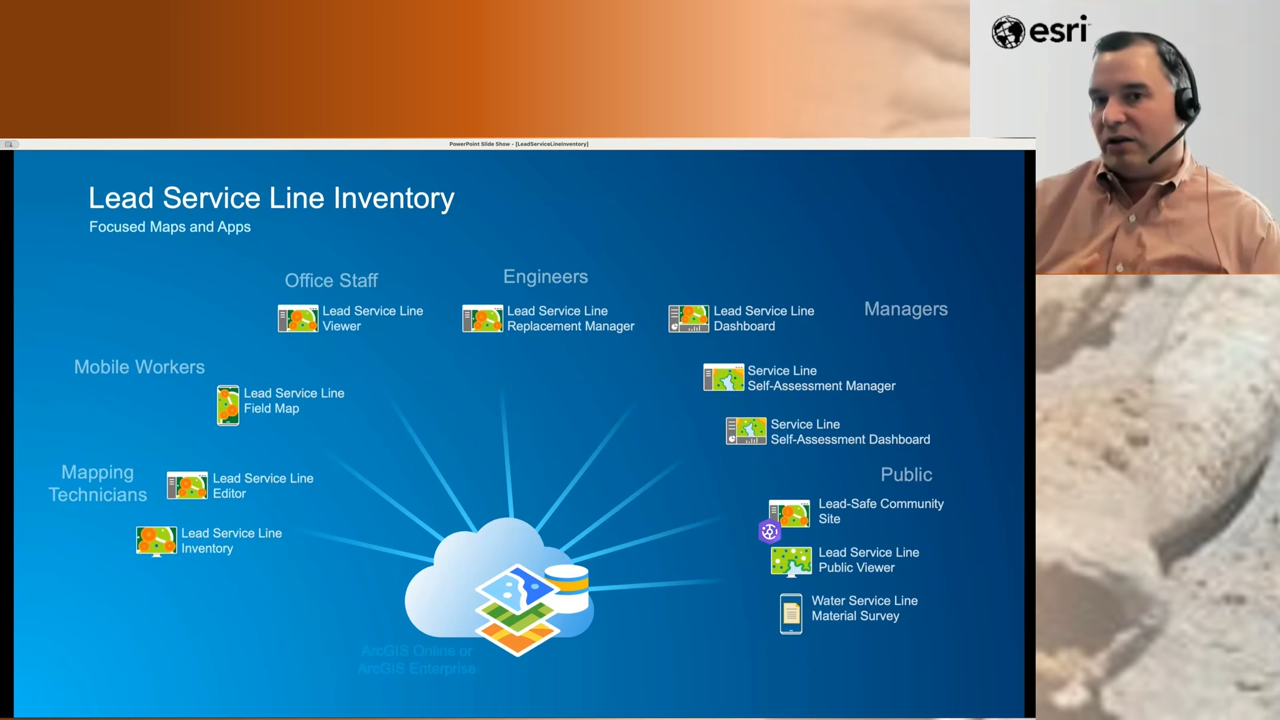 esri
PowerPoint Slide Show - [LeadServiceLineInventory]
Lead Service Line Inventory
Focused Maps and Apps
Office Staff
Lead Service Line
Viewer
Engineers
Lead Service Line
Replacement Manager
Lead Service Line
Dashboard
Managers
Service Line
Self-Assessment Manager
Service Line
Self-Assessment Dashboard
Mobile Workers
Lead Service Line
Field Map
Mapping
Technicians
Lead Service Line
Editor
Lead Service Line
Inventory
Public
Lead-Safe Community
Site
Lead Service Line
Public Viewer
Water Service Line
Material Survey
ArcGIS Online or
ArcGIS Enterprise